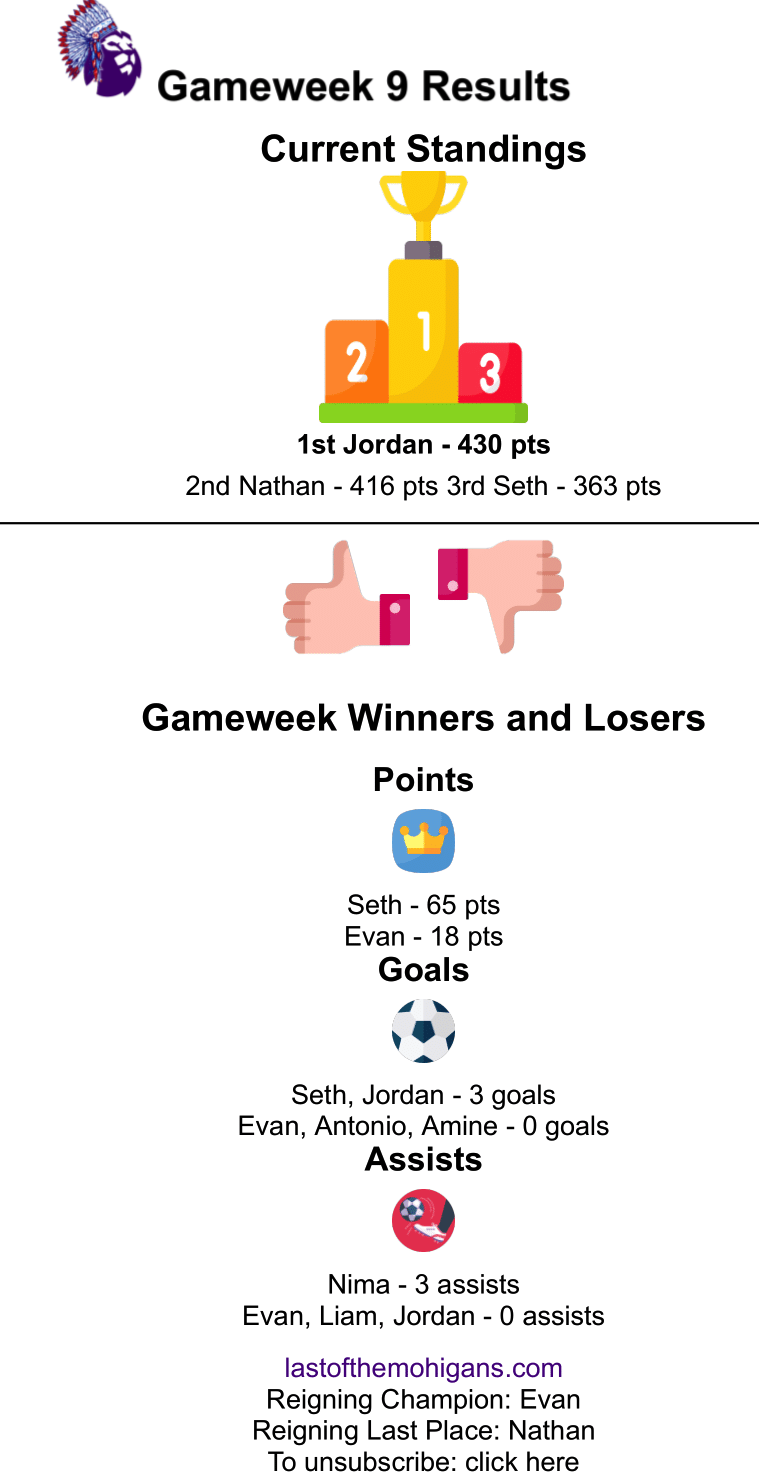 Gameweek 9 Results
Current Standings
1
2
3
1st Jordan - 430 pts
2nd Nathan - 416 pts 3rd Seth - 363 pts
Gameweek Winners and Losers
Points
Seth - 65 pts
Evan - 18 pts
Goals
Seth, Jordan - 3 goals
Evan, Antonio, Amine - 0 goals
Assists
Nima - 3 assists
Evan, Liam, Jordan - 0 assists
lastofthemohigans.com
Reigning Champion: Evan
Reigning Last Place: Nathan
To unsubscribe: click here